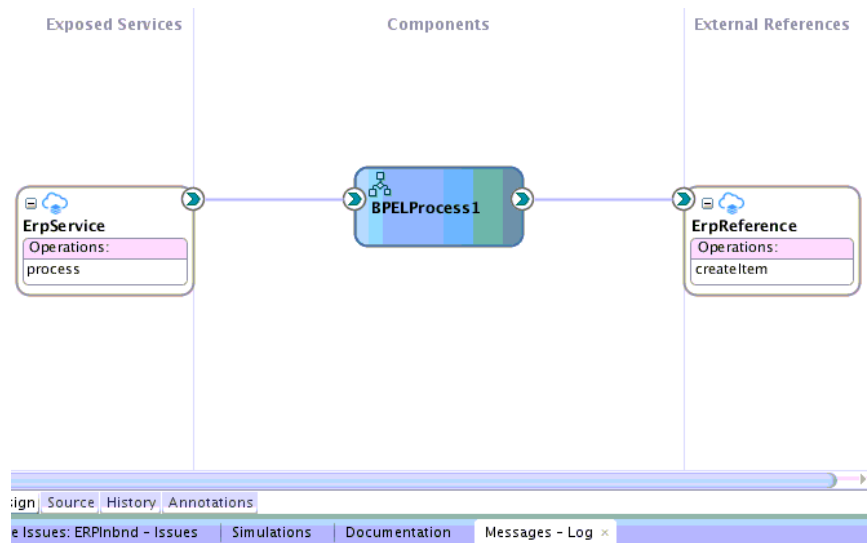 Exposed Services
Components
External References
ErpService
Operations:
process
BPELProcess1
ErpReference
Operations:
createItem
Source History Annotations
Issues: ERPInbnd - Issues Simulations Documentation Messages - Log ×